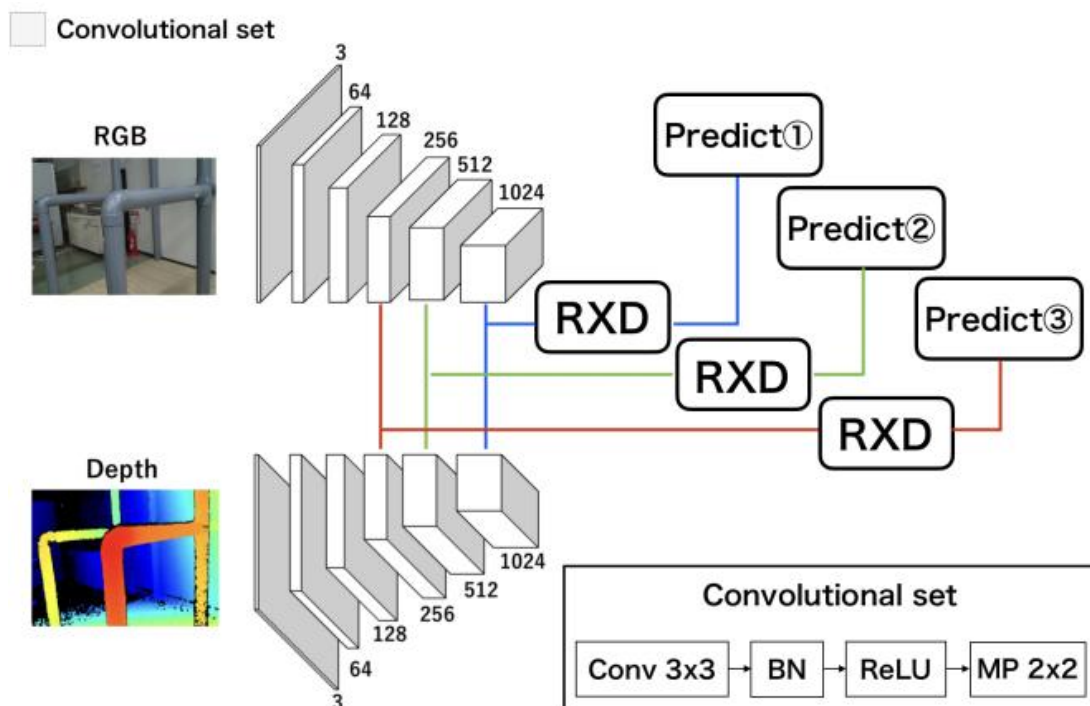 Convolutional set
RGB
3
64
128
256
512
1024
Predict①
Predict②
Predict③
RXD
RXD
RXD
Depth
1024
512
256
128
64
3
Convolutional set
Conv 3x3
BN
ReLU
MP 2x2